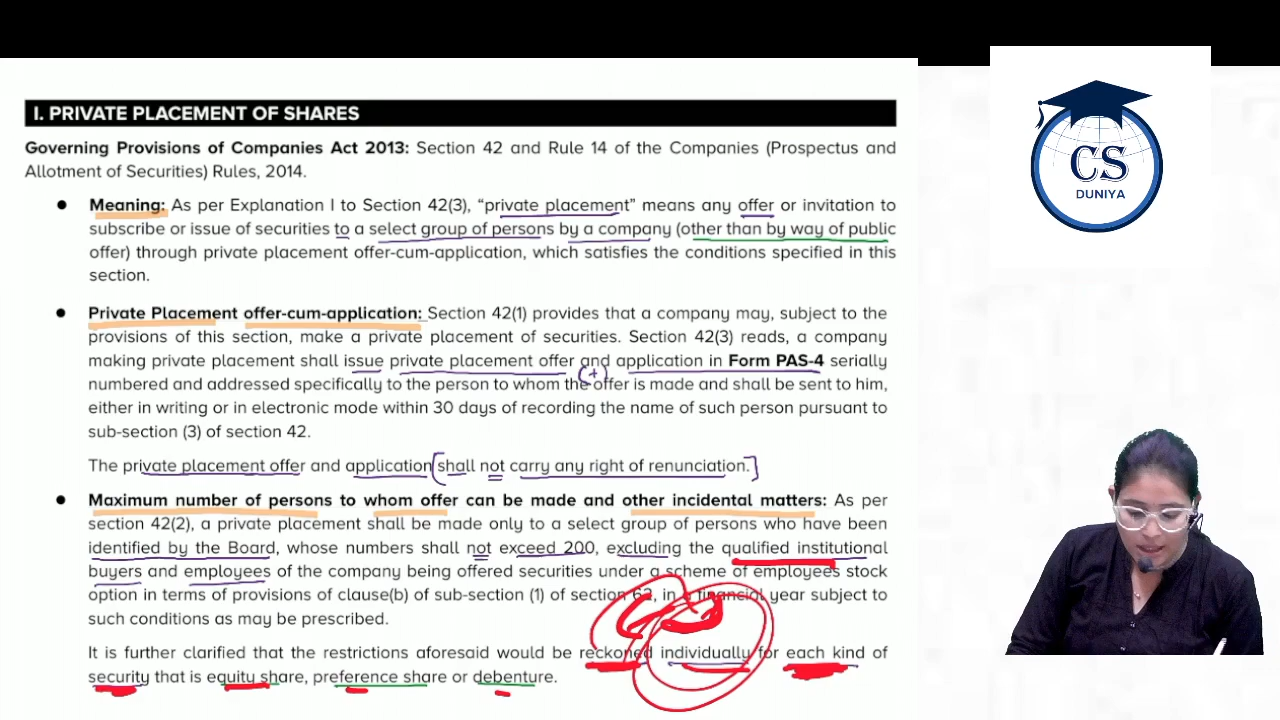 I. PRIVATE PLACEMENT OF SHARES
Governing Provisions of Companies Act 2013: Section 42 and Rule 14 of the Companies (Prospectus and
Allotment of Securities) Rules, 2014.
● Meaning: As per Explanation I to Section 42(3), “private placement” means any offer or invitation to
subscribe or issue of securities to a select group of persons by a company (other than by way of public
offer) through private placement offer-cum-application, which satisfies the conditions specified in this
section.
● Private Placement offer-cum-application: Section 42(1) provides that a company may, subject to the
provisions of this section, make a private placement of securities. Section 42(3) reads, a company
making private placement shall issue private placement offer and application in Form PAS-4 serially
(+)
numbered and addressed specifically to the person to whom the offer is made and shall be sent to him,
either in writing or in electronic mode within 30 days of recording the name of such person pursuant to
sub-section (3) of section 42.
The private placement offer and application shall not carry any right of renunciation.
● Maximum number of persons to whom offer can be made and other incidental matters: As per
section 42(2), a private placement shall be made only to a select group of persons who have been
identified by the Board, whose numbers shall not exceed 200, excluding the qualified institutional
buyers and employees of the company being offered securities under a scheme of employees stock
option in terms of provisions of clause(b) of sub-section (1) of section 62, in a financial year subject to
such conditions as may be prescribed.
It is further clarified that the restrictions aforesaid would be reckoned individually for each kind of
security that is equity share, preference share or debenture.
CS
DUNIYA